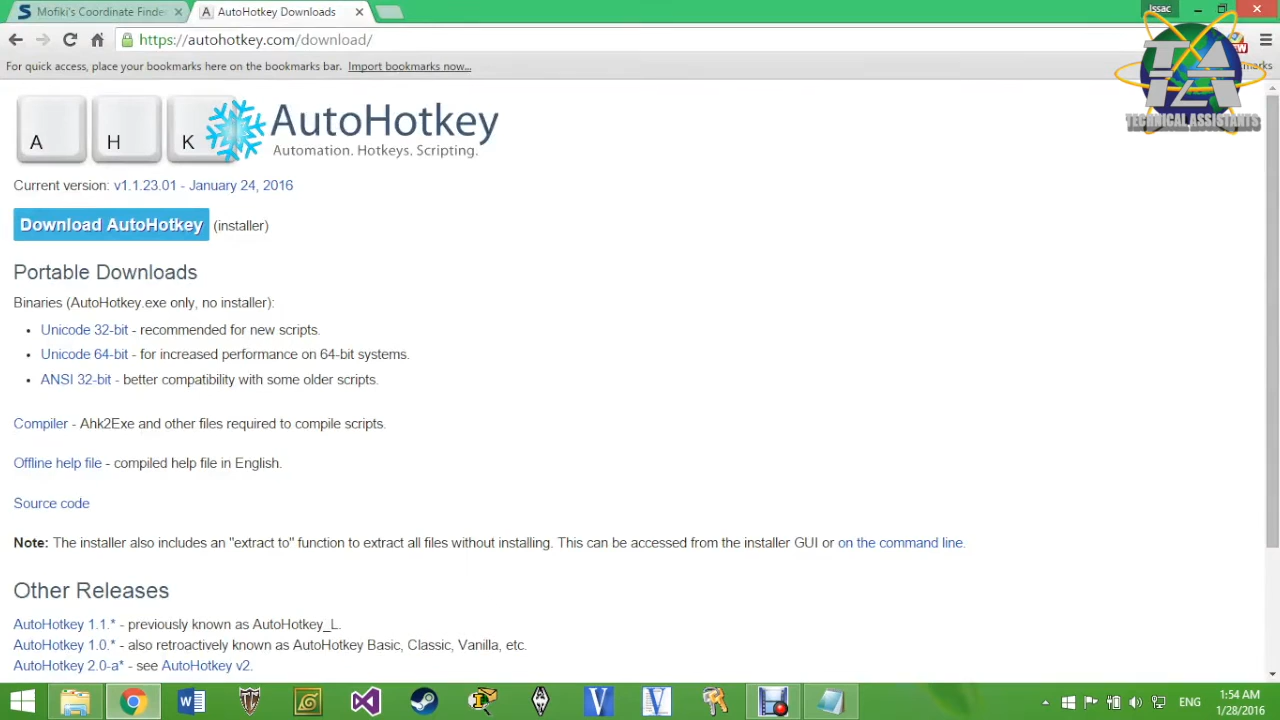 Mofiki's Coordinate Finde
AutoHotkey Downloads
Issac
https://autohotkey.com/download/
For quick access, place your bookmarks here on the bookmarks bar. Import bookmarks now...
TA
TECHNICAL ASSISTANTS
A H K
AutoHotkey
Automation. Hotkeys. Scripting.
Current version: v1.1.23.01 - January 24, 2016
Download AutoHotkey (installer)
Portable Downloads
Binaries (AutoHotkey.exe only, no installer):
• Unicode 32-bit - recommended for new scripts.
• Unicode 64-bit - for increased performance on 64-bit systems.
• ANSI 32-bit - better compatibility with some older scripts.
Compiler - Ahk2Exe and other files required to compile scripts.
Offline help file - compiled help file in English.
Source code
Note: The installer also includes an "extract to" function to extract all files without installing. This can be accessed from the installer GUI or on the command line.
Other Releases
AutoHotkey 1.1.* - previously known as AutoHotkey_L.
AutoHotkey 1.0.* - also retroactively known as AutoHotkey Basic, Classic, Vanilla, etc.
AutoHotkey 2.0-a* - see AutoHotkey v2.
ENG
1:54 AM
1/28/2016